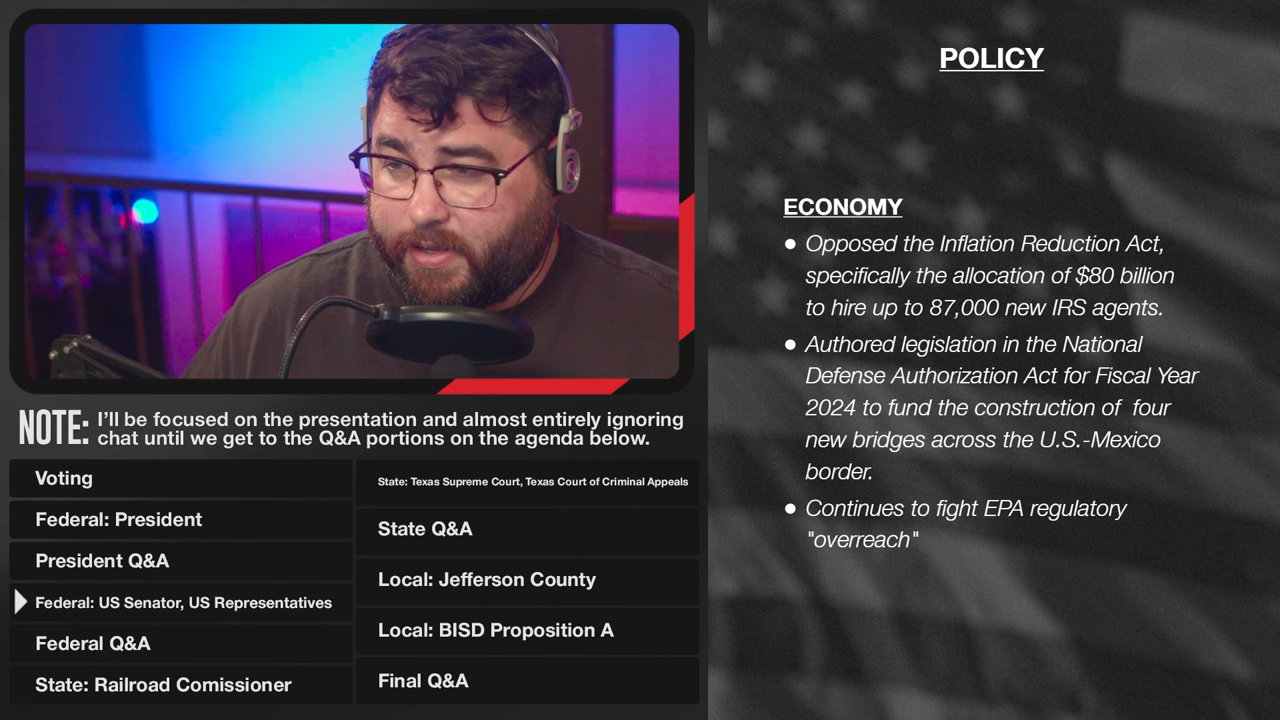 NOTE: I'll be focused on the presentation and almost entirely ignoring
chat until we get to the Q&A portions on the agenda below.
Voting
Federal: President
President Q&A
Federal: US Senator, US Representatives
Federal Q&A
State: Railroad Comissioner
State: Texas Supreme Court, Texas Court of Criminal Appeals
State Q&A
Local: Jefferson County
Local: BISD Proposition A
Final Q&A
POLICY
ECONOMY
● Opposed the Inflation Reduction Act,
specifically the allocation of $80 billion
to hire up to 87,000 new IRS agents.
● Authored legislation in the National
Defense Authorization Act for Fiscal Year
2024 to fund the construction of four
new bridges across the U.S.-Mexico
border.
● Continues to fight EPA regulatory
"overreach"